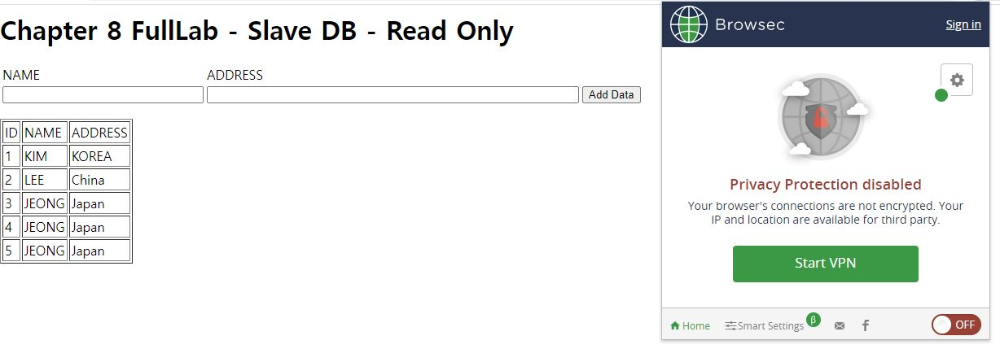 Chapter 8 FullLab - Slave DB - Read Only
NAME ADDRESS
Add Data
ID NAME ADDRESS
1 KIM KOREA
2 LEE China
3 JEONG Japan
4 JEONG Japan
5 JEONG Japan
Browsec Sign in
Privacy Protection disabled
Your browser's connections are not encrypted. Your
IP and location are available for third party.
Start VPN
Home Smart Settings β f OFF